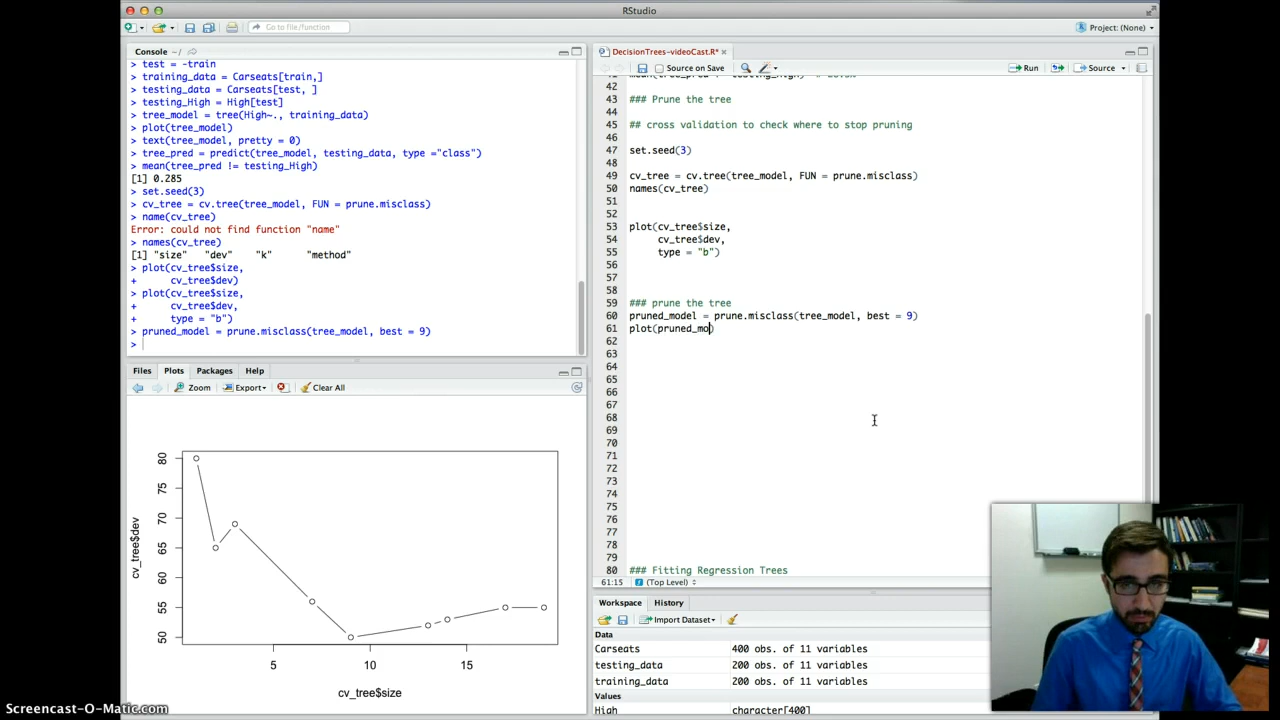 RStudio
Go to file/function
Project: (None)
Console ~/
> test = -train
> training_data = Carseats[train,]
> testing_data = Carseats[test, ]
> testing_High = High[test]
> tree_model = tree(High~., training_data)
> plot(tree_model)
> text(tree_model, pretty = 0)
> tree_pred = predict(tree_model, testing_data, type ="class")
> mean(tree_pred != testing_High)
[1] 0.285
> set.seed(3)
> cv_tree = cv.tree(tree_model, FUN = prune.misclass)
> name(cv_tree)
Error: could not find function "name"
> names(cv_tree)
[1] "size" "dev" "k" "method"
> plot(cv_tree$size,
+ cv_tree$dev)
> plot(cv_tree$size,
+ cv_tree$dev,
+ type = "b")
> pruned_model = prune.misclass(tree_model, best = 9)
>
Files Plots Packages Help
Zoom Export Clear All
80
75
70
65
60
55
50
cv_tree$dev
5 10 15
cv_tree$size
DecisionTrees-videoCast.R*
Source on Save Run Source
42
43 ### Prune the tree
44
45 ## cross validation to check where to stop pruning
46
47 set.seed(3)
48
49 cv_tree = cv.tree(tree_model, FUN = prune.misclass)
50 names(cv_tree)
51
52
53 plot(cv_tree$size,
54 cv_tree$dev,
55 type = "b")
56
57
58
59 ### prune the tree
60 pruned_model = prune.misclass(tree_model, best = 9)
61 plot(pruned_mo)
62
63
64
65
66
67
68
69
70
71
72
73
74
75
76
77
78
79
80 ### Fitting Regression Trees
61:15 (Top Level)
Workspace History
Import Dataset
Data
Carseats 400 obs. of 11 variables
testing_data 200 obs. of 11 variables
training_data 200 obs. of 11 variables
Values
High character[400]
Screencast-O-Matic.com